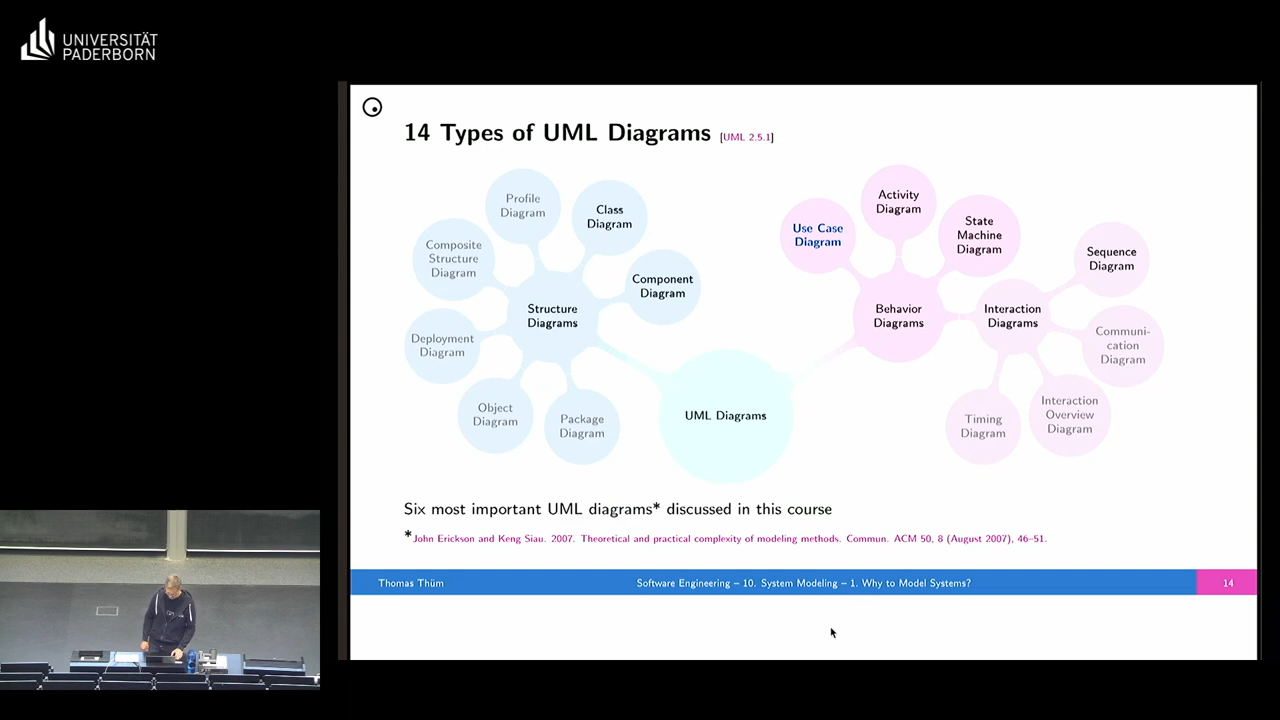 UNIVERSITÄT
PADERBORN
14 Types of UML Diagrams [UML 2.5.1]
Profile
Diagram
Class
Diagram
Composite
Structure
Diagram
Component
Diagram
Structure
Diagrams
Deployment
Diagram
Object
Diagram
Package
Diagram
UML Diagrams
Use Case
Diagram
Activity
Diagram
State
Machine
Diagram
Behavior
Diagrams
Interaction
Diagrams
Sequence
Diagram
Communi-
cation
Diagram
Interaction
Overview
Diagram
Timing
Diagram
Six most important UML diagrams* discussed in this course
*John Erickson and Keng Siau. 2007. Theoretical and practical complexity of modeling methods. Commun. ACM 50, 8 (August 2007), 46–51.
Thomas Thüm
Software Engineering – 10. System Modeling – 1. Why to Model Systems?
14